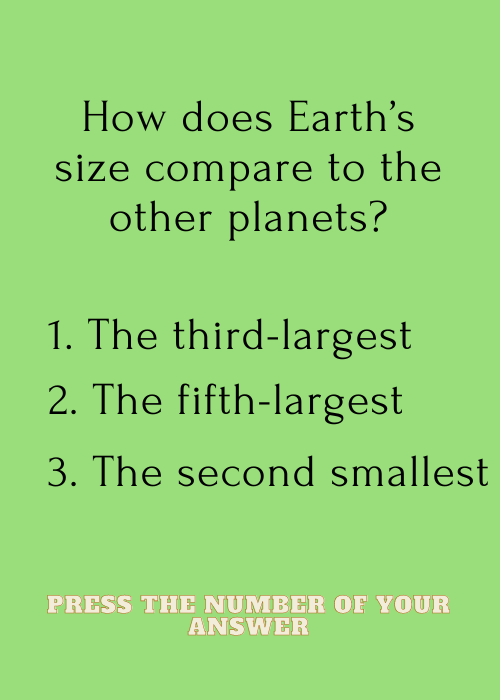 How does Earth’s
size compare to the
other planets?
1. The third-largest
2. The fifth-largest
3. The second smallest
PRESS THE NUMBER OF YOUR
ANSWER